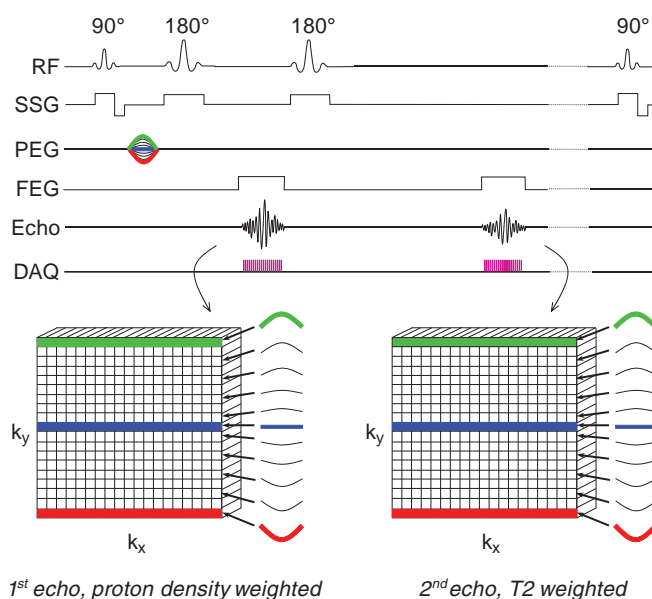 90° 180° 180° 90°
RF
SSG
PEG
FEG
Echo
DAQ
ky ky
kx kx
1st echo, proton density weighted 2nd echo, T2 weighted